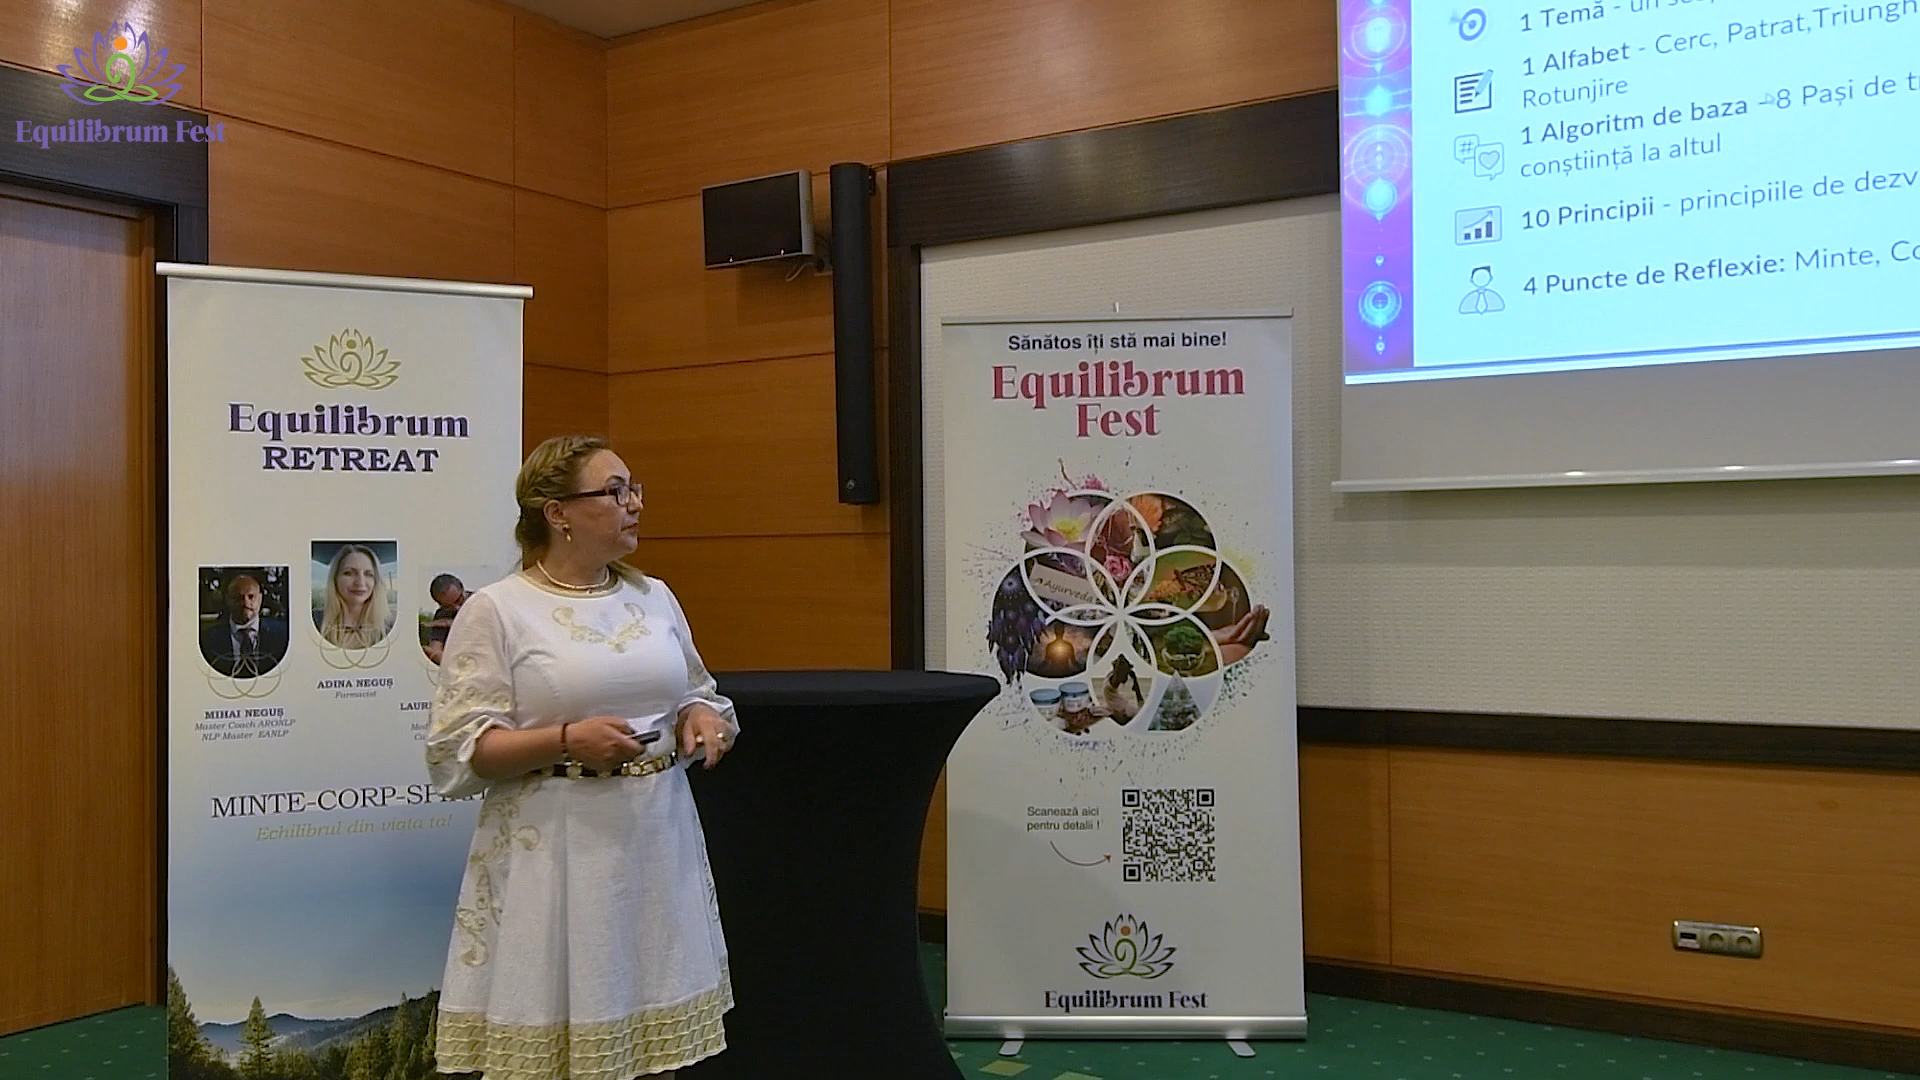 Equilibrum Fest
1 Temă - un
1 Alfabet - Cerc, Patrat,Triungh
Rotunjire
1 Algoritm de baza -8 Pași de
conștiință la altul
10 Principii - principiile de dezv
4 Puncte de Reflexie: Minte, Co
Equilibrum
RETREAT
ADINA NEGUȘ
Farmacist
MIHAI NEGUȘ
Master Coach ARONLP
NLP Master EANLP
LAUR
MINTE-CORP-SPI
Echilibrul din viata ta!
Sănătos îți stă mai bine!
Equilibrum
Fest
Ayurveda
Scanează aici
pentru detalii !
Equilibrum Fest